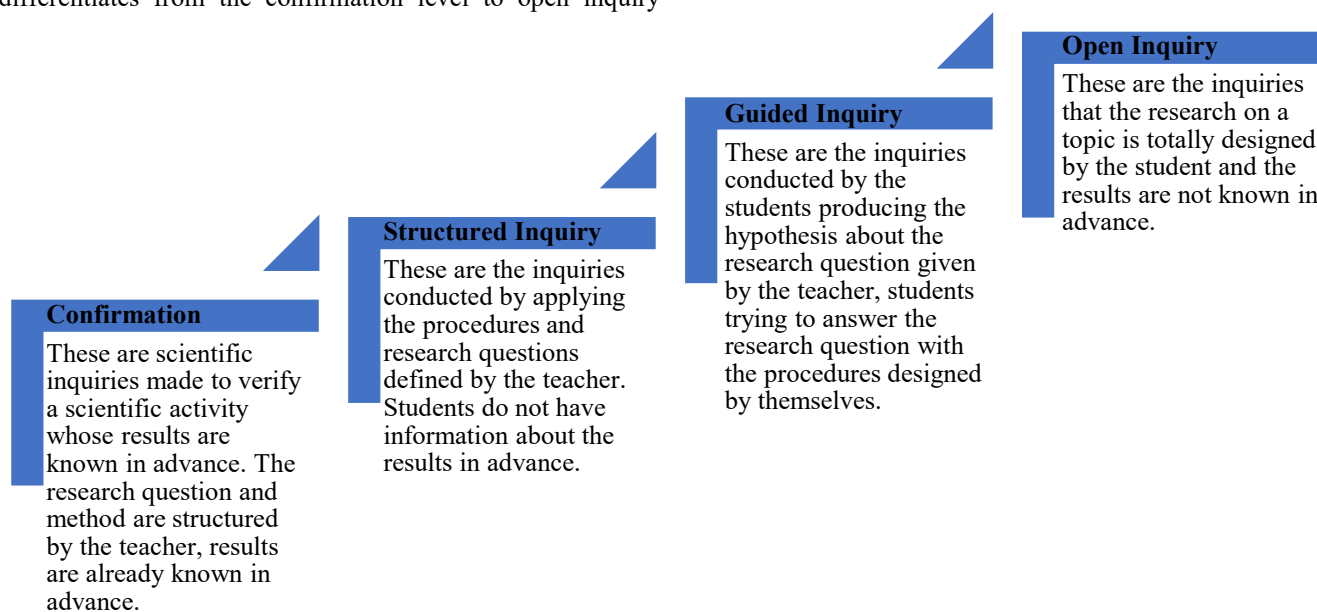 differentiates from the confirmation level to open inquiry
Confirmation
These are scientific
inquiries made to verify
a scientific activity
whose results are
known in advance. The
research question and
method are structured
by the teacher, results
are already known in
advance.
Structured Inquiry
These are the inquiries
conducted by applying
the procedures and
research questions
defined by the teacher.
Students do not have
information about the
results in advance.
Guided Inquiry
These are the inquiries
conducted by the
students producing the
hypothesis about the
research question given
by the teacher, students
trying to answer the
research question with
the procedures designed
by themselves.
Open Inquiry
These are the inquiries
that the research on a
topic is totally designed
by the student and the
results are not known in
advance.